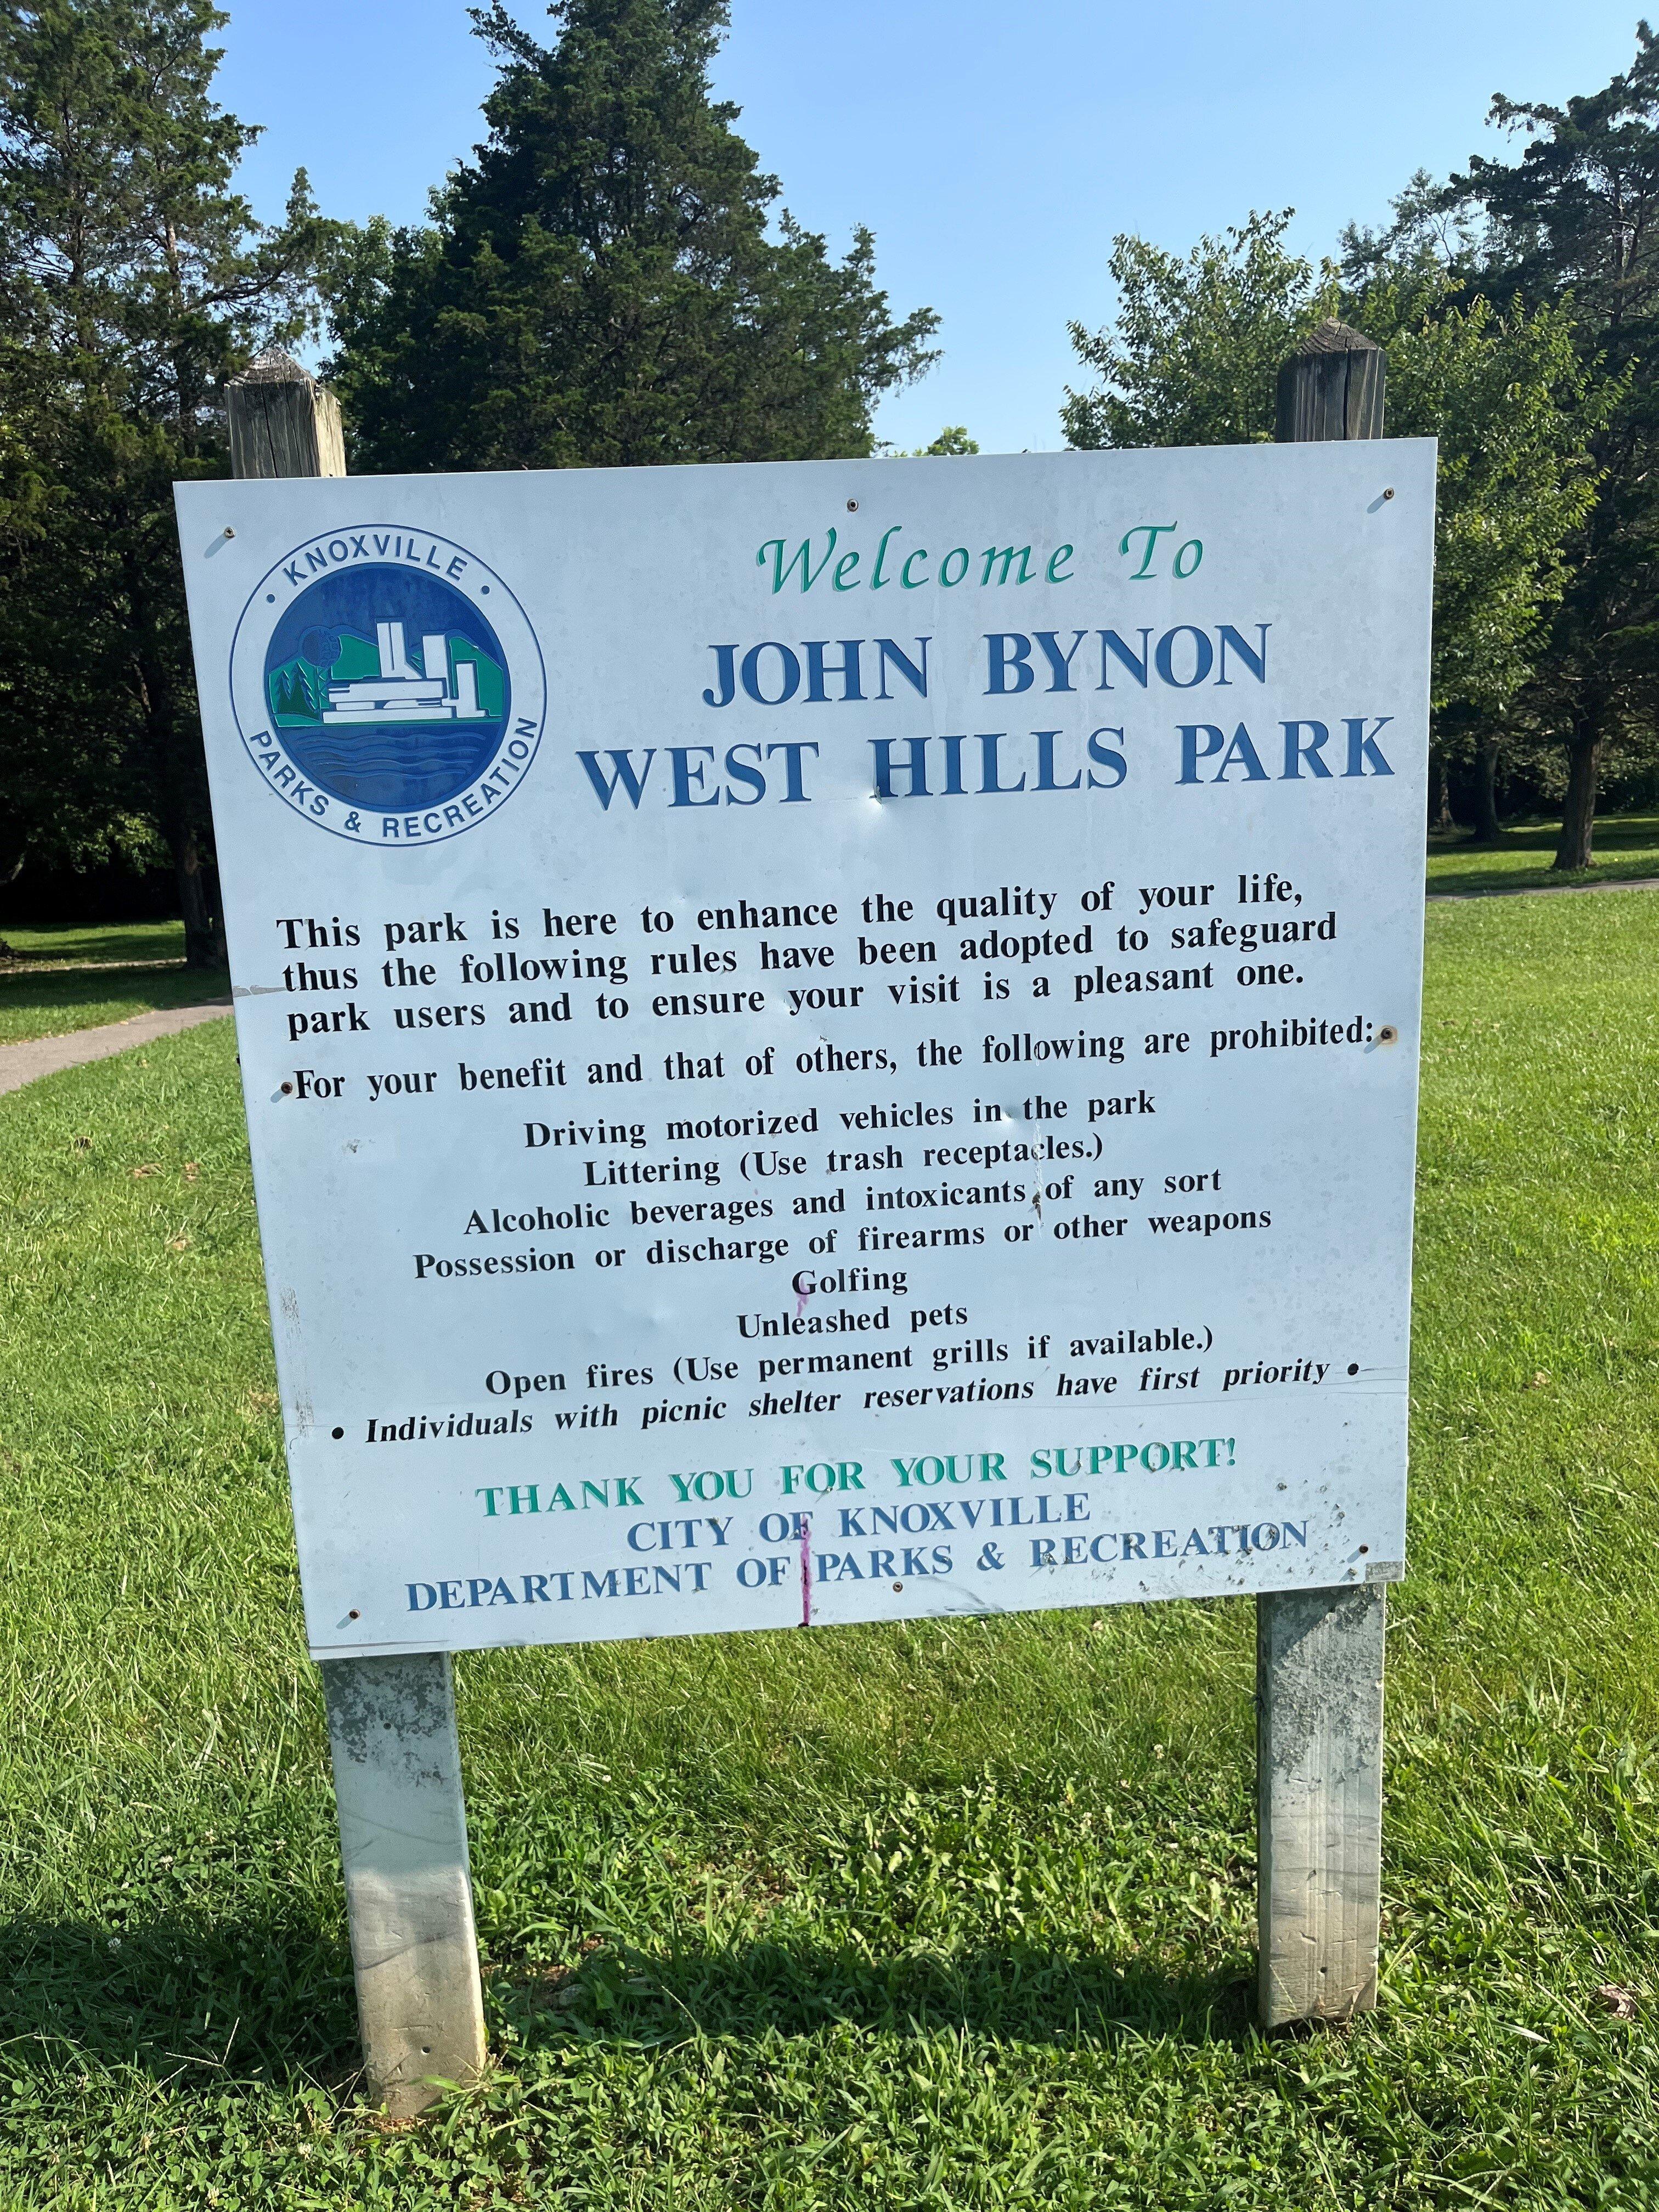 • KNOXVILLE •
PARKS & RECREATION
Welcome To
JOHN BYNON
WEST HILLS PARK
This park is here to enhance the quality of your life,
thus the following rules have been adopted to safeguard
park users and to ensure your visit is a pleasant one.
For your benefit and that of others, the following are prohibited:
Driving motorized vehicles in the park
Littering (Use trash receptacles.)
Alcoholic beverages and intoxicants of any sort
Possession or discharge of firearms or other weapons
Golfing
Unleashed pets
Open fires (Use permanent grills if available.)
• Individuals with picnic shelter reservations have first priority •
THANK YOU FOR YOUR SUPPORT!
CITY OF KNOXVILLE
DEPARTMENT OF PARKS & RECREATION